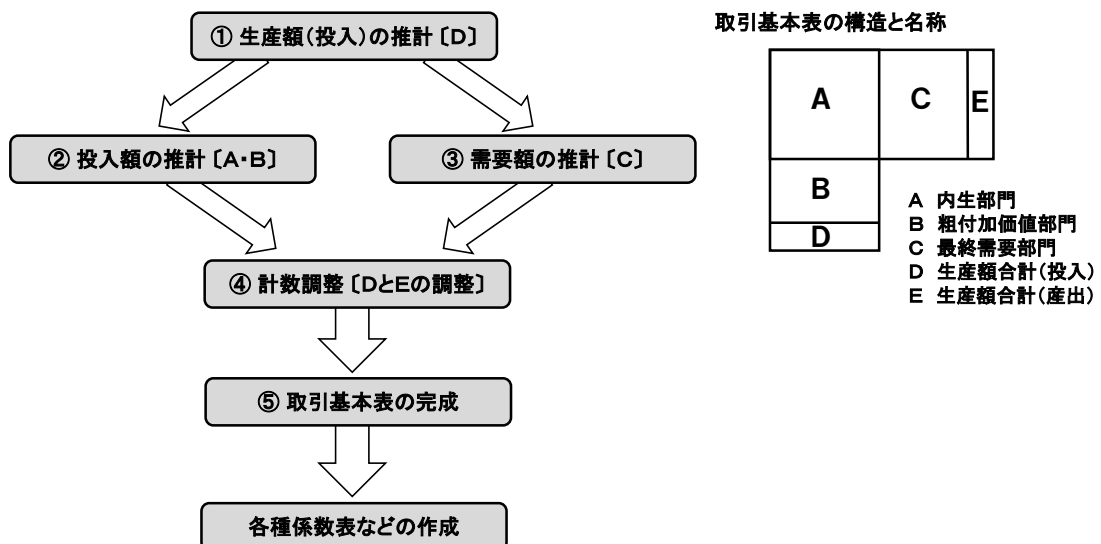 ① 生産額(投入)の推計〔D〕
② 投入額の推計〔A・B〕
③ 需要額の推計〔C〕
④ 計数調整〔DとEの調整〕
⑤ 取引基本表の完成
各種係数表などの作成
取引基本表の構造と名称
A
C
E
B
D
A 内生部門
B 粗付加価値部門
C 最終需要部門
D 生産額合計(投入)
E 生産額合計(産出)